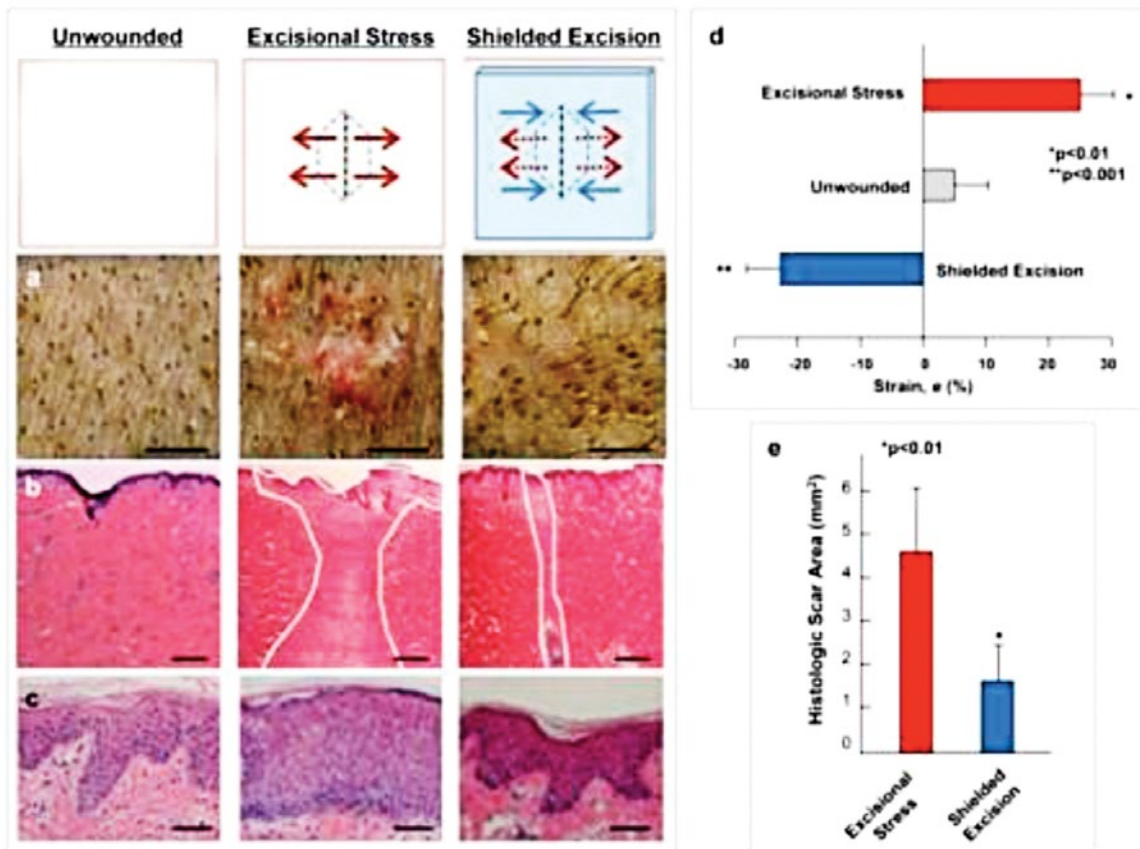 Unwounded Excisional Stress Shielded Excision
a
b
c
d
Excisional Stress
*
*p<0.01
**p<0.001
Unwounded
**
Shielded Excision
-30 -20 -10 0 10 20 30
Strain, e (%)
e
*p<0.01
Histologic Scar Area (mm²)
6
5
4
3
2
1
0
*
Excisional
Stress
Shielded
Excision